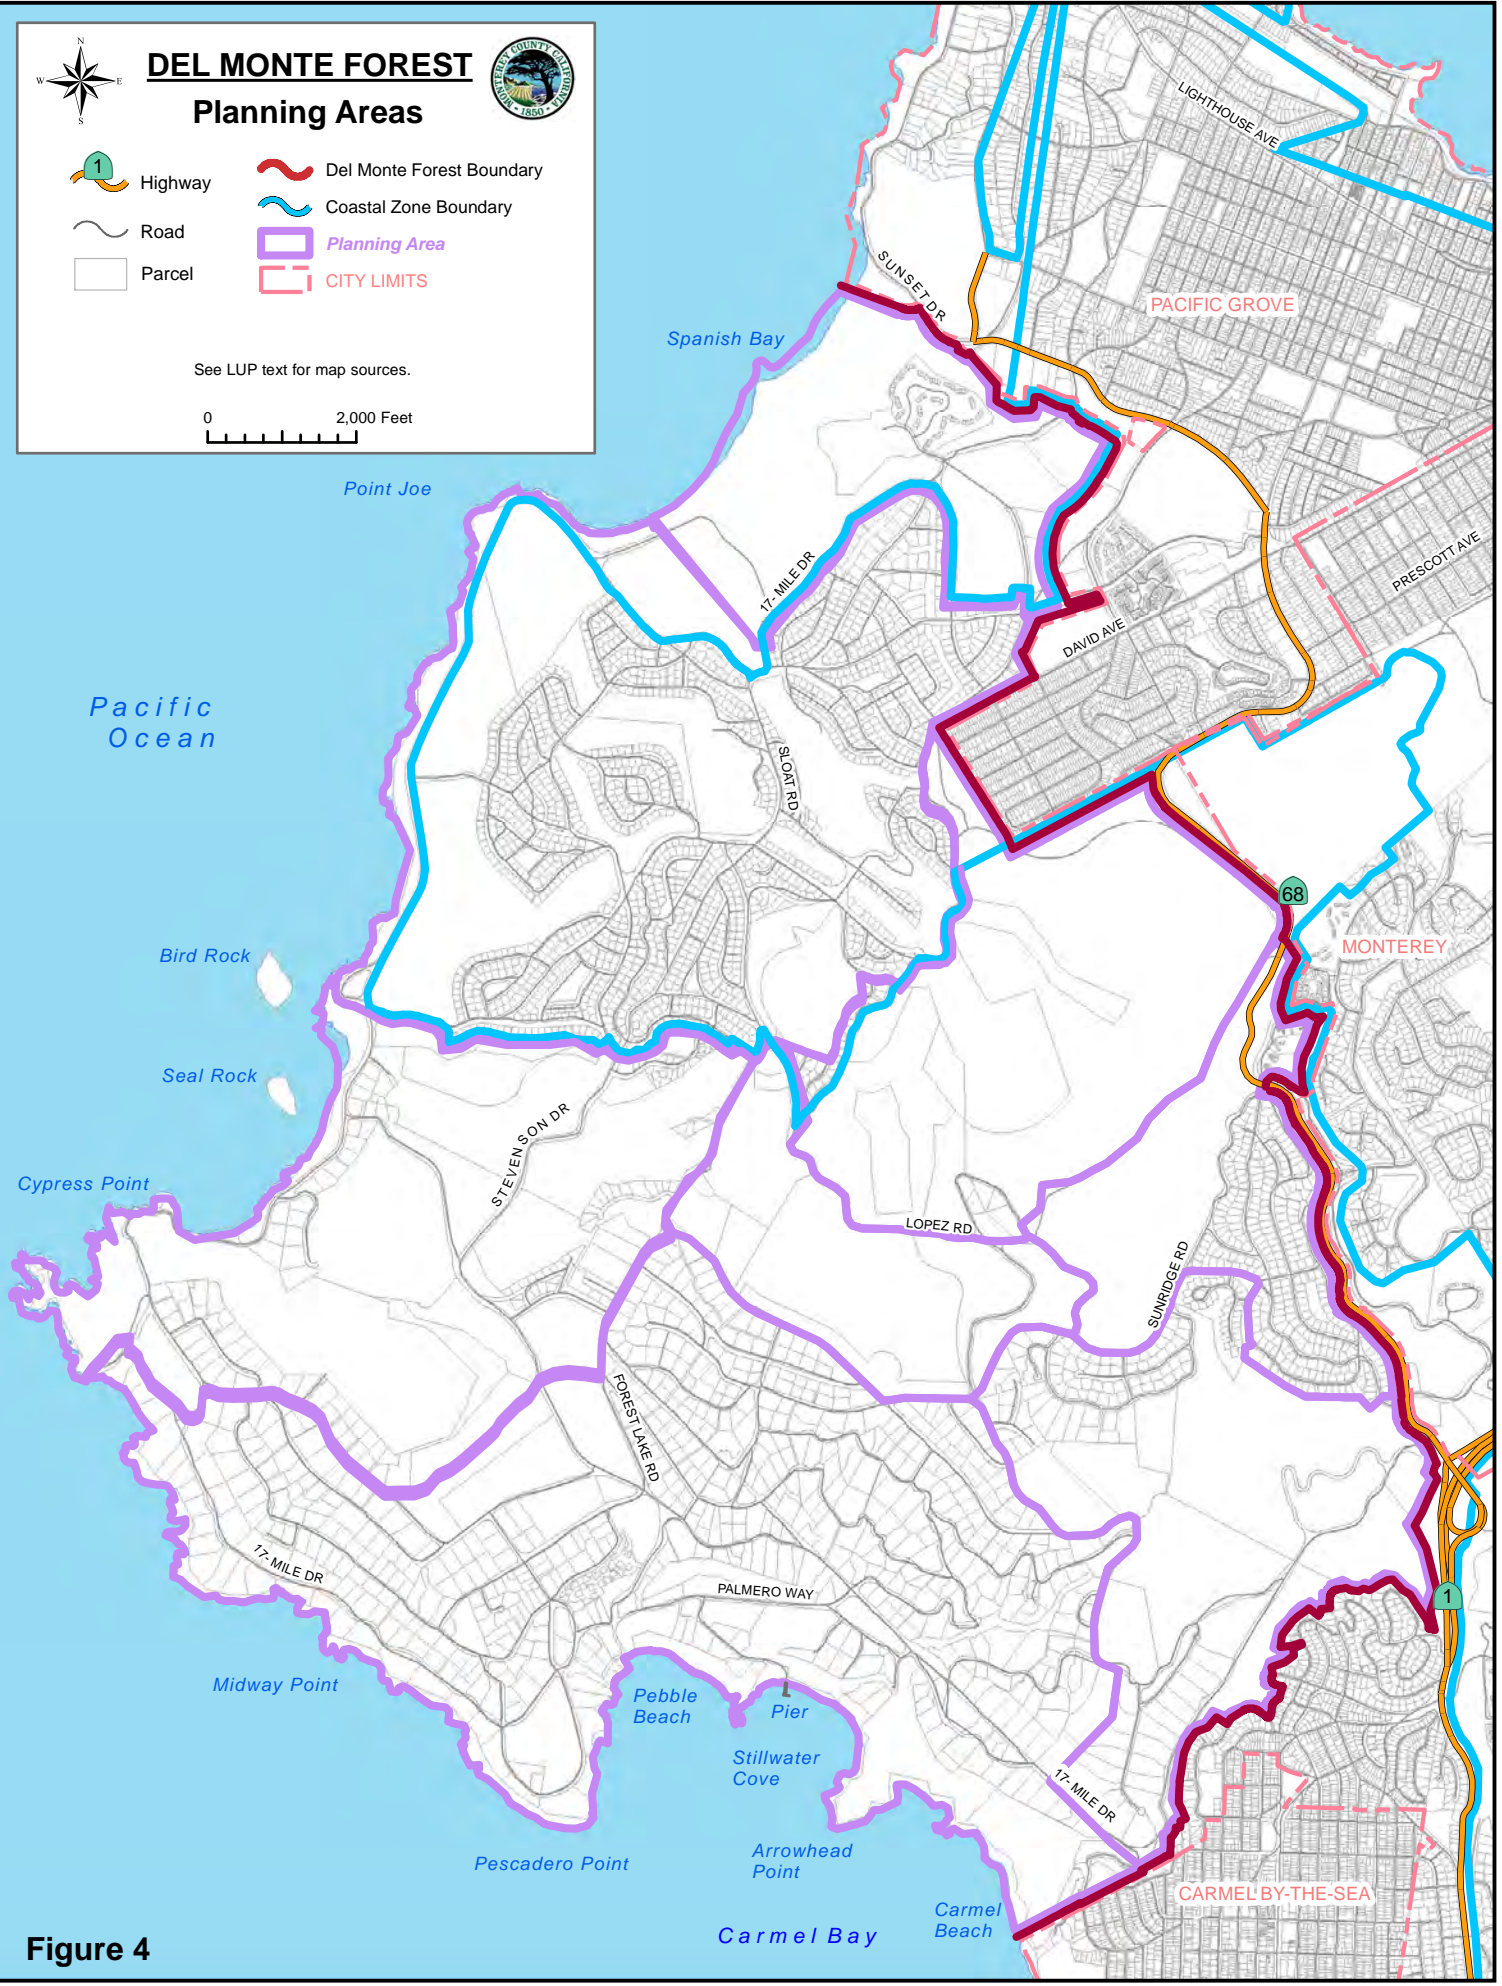 DEL MONTE FOREST
Planning Areas
MONTEREY COUNTY CALIFORNIA
1850
N
W
E
S
1
Highway
Road
Parcel
Del Monte Forest Boundary
Coastal Zone Boundary
Planning Area
CITY LIMITS
See LUP text for map sources.
0 2,000 Feet
LIGHTHOUSE AVE
SUNSET DR
PACIFIC GROVE
Spanish Bay
Point Joe
17-MILE DR
PRESCOTT AVE
DAVID AVE
Pacific
Ocean
SLOAT RD
68
MONTEREY
Bird Rock
Seal Rock
STEVENSON DR
Cypress Point
LOPEZ RD
SUNRIDGE RD
FOREST LAKE RD
17-MILE DR
PALMERO WAY
1
Midway Point
Pebble
Beach
Pier
Stillwater
Cove
17-MILE DR
Arrowhead
Point
Pescadero Point
CARMEL BY-THE-SEA
Carmel
Beach
Carmel Bay
Figure 4